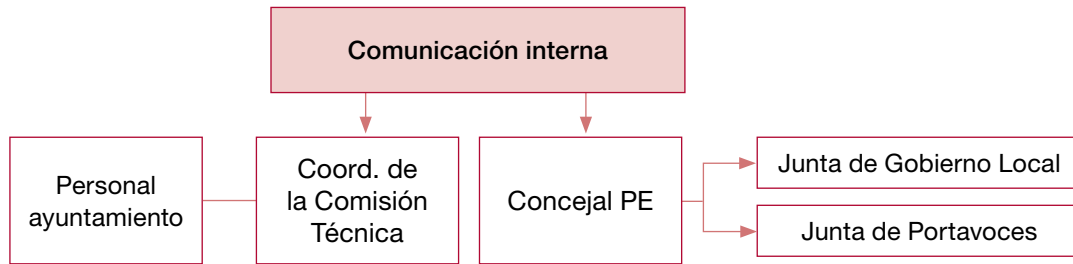 Comunicación interna
Personal
ayuntamiento
Coord. de
la Comisión
Técnica
Concejal PE
Junta de Gobierno Local
Junta de Portavoces